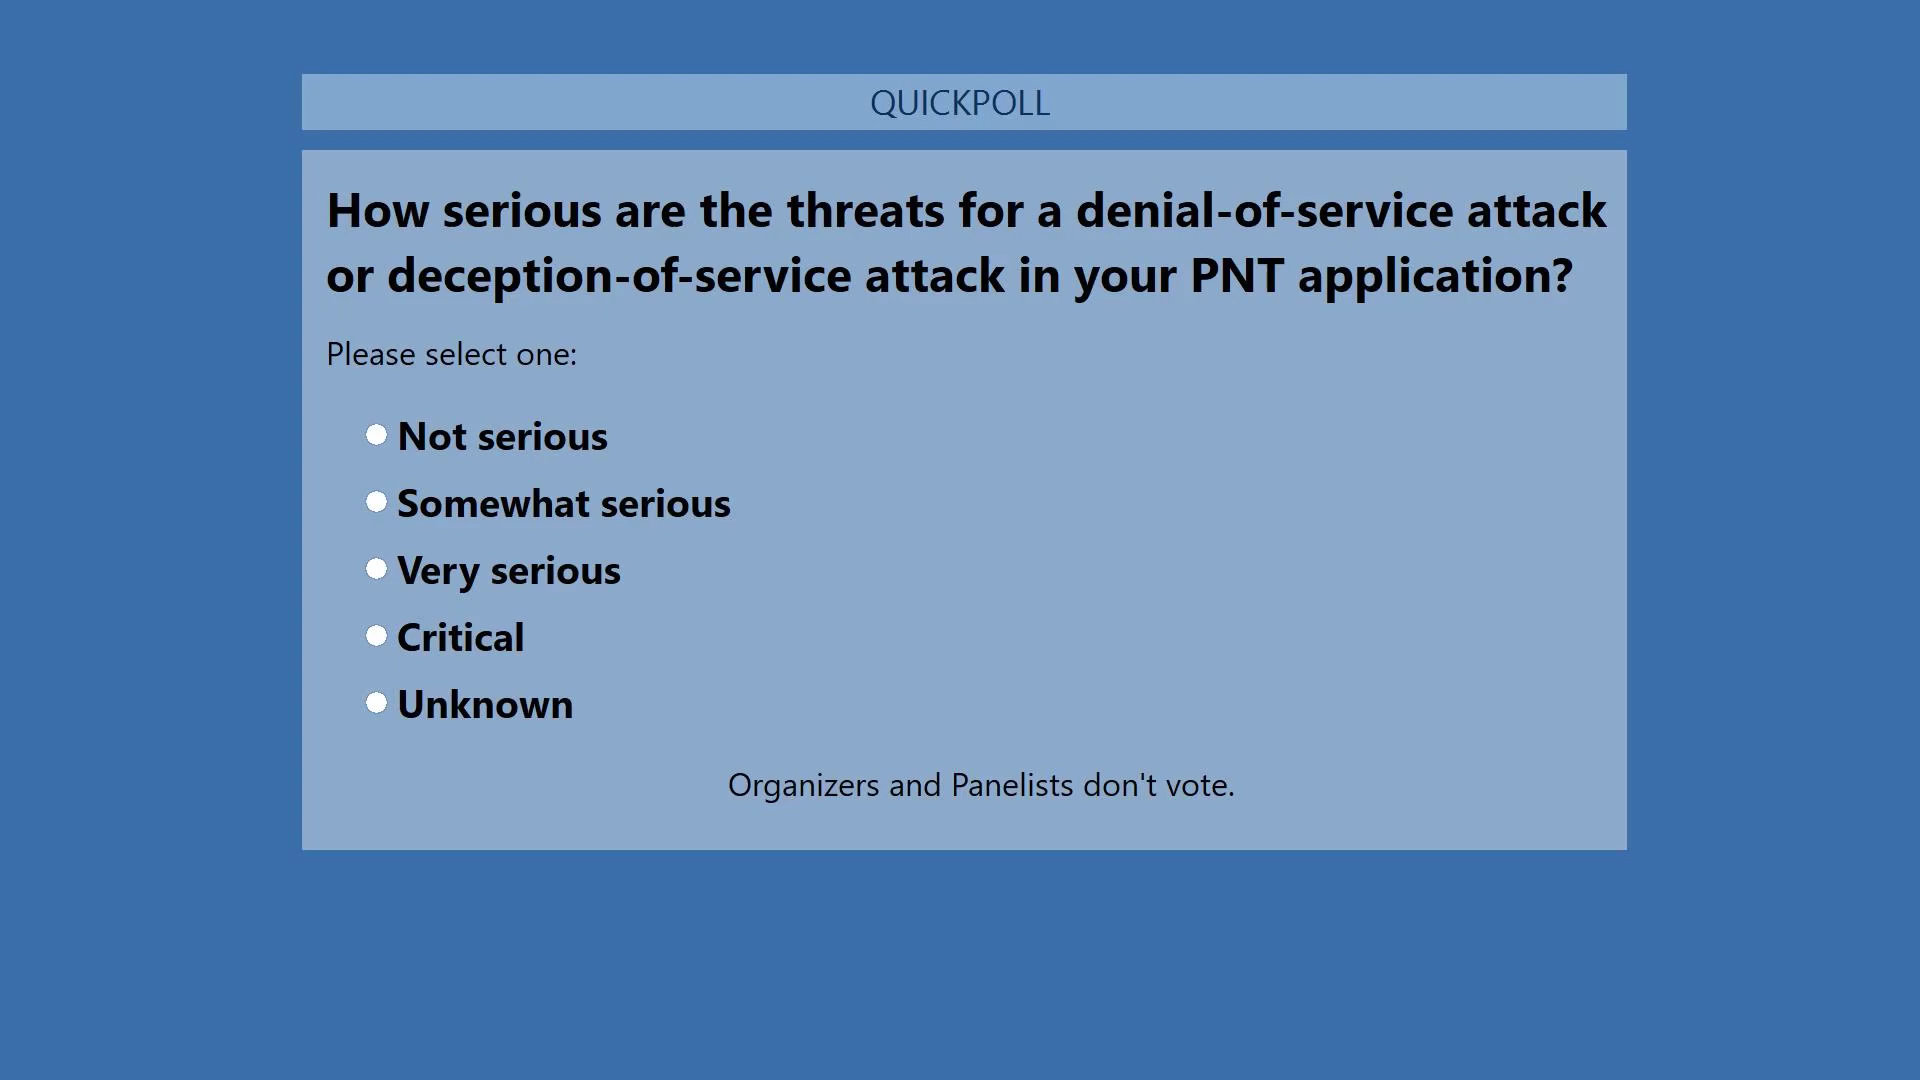 QUICKPOLL
How serious are the threats for a denial-of-service attack
or deception-of-service attack in your PNT application?
Please select one:
Not serious
Somewhat serious
Very serious
Critical
Unknown
Organizers and Panelists don't vote.